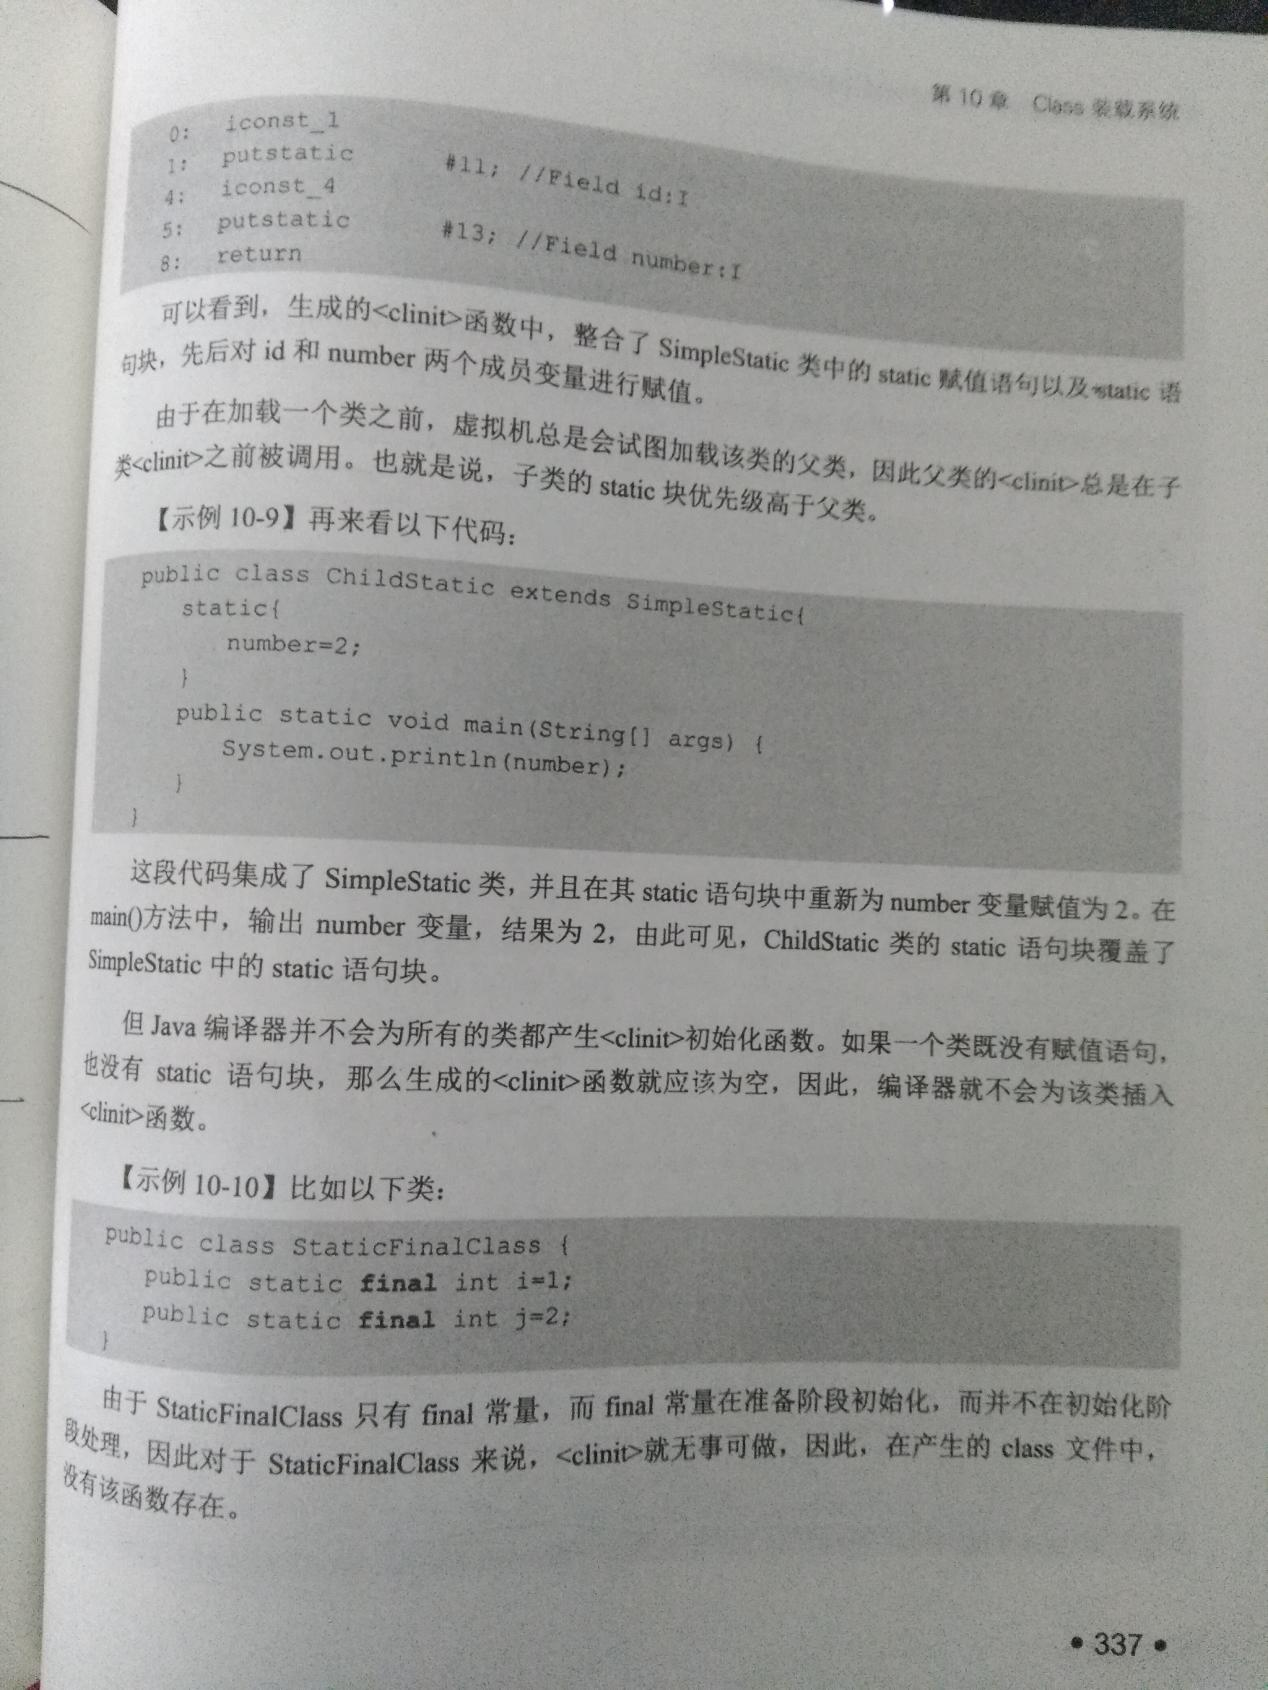 第 10 章 Class 装载系统
0: iconst_1
1: putstatic #11; //Field id:I
4: iconst_4
5: putstatic #13; //Field number:I
8: return
可以看到，生成的<clinit>函数中，整合了 SimpleStatic 类中的 static 赋值语句以及 static 语
句块，先后对 id 和 number 两个成员变量进行赋值。
由于在加载一个类之前，虚拟机总是会试图加载该类的父类，因此父类的<clinit>总是在子
类<clinit>之前被调用。也就是说，子类的 static 块优先级高于父类。
【示例 10-9】再来看以下代码：
public class ChildStatic extends SimpleStatic{
static{
number=2;
}
public static void main(String[] args) {
System.out.println(number);
}
}
这段代码集成了 SimpleStatic 类，并且在其 static 语句块中重新为 number 变量赋值为 2。在
main()方法中，输出 number 变量，结果为 2，由此可见，ChildStatic 类的 static 语句块覆盖了
SimpleStatic 中的 static 语句块。
但 Java 编译器并不会为所有的类都产生<clinit>初始化函数。如果一个类既没有赋值语句，
也没有 static 语句块，那么生成的<clinit>函数就应该为空，因此，编译器就不会为该类插入
<clinit>函数。
【示例 10-10】比如以下类：
public class StaticFinalClass {
public static final int i=1;
public static final int j=2;
}
由于 StaticFinalClass 只有 final 常量，而 final 常量在准备阶段初始化，而并不在初始化阶
段处理，因此对于 StaticFinalClass 来说，<clinit>就无事可做，因此，在产生的 class 文件中，
没有该函数存在。
• 337 •